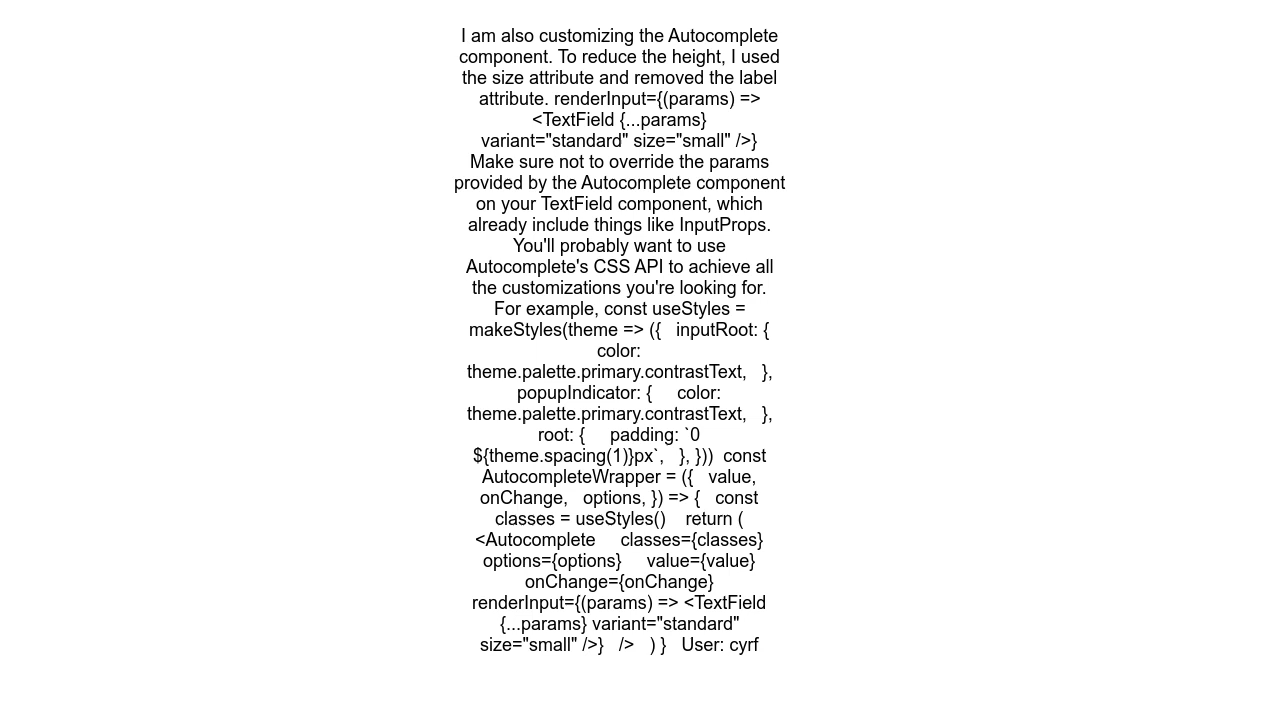 I am also customizing the Autocomplete
component. To reduce the height, I used
the size attribute and removed the label
attribute. renderInput={(params) =>
<TextField {...params}
variant="standard" size="small" />}
Make sure not to override the params
provided by the Autocomplete component
on your TextField component, which
already include things like InputProps.
You'll probably want to use
Autocomplete's CSS API to achieve all
the customizations you're looking for.
For example, const useStyles =
makeStyles(theme => ({   inputRoot: {
color:
theme.palette.primary.contrastText,   },
popupIndicator: {     color:
theme.palette.primary.contrastText,   },
root: {     padding: `0
${theme.spacing(1)}px`,   }, }))  const
AutocompleteWrapper = ({   value,
onChange,   options, }) => {   const
classes = useStyles()    return (
<Autocomplete     classes={classes}
options={options}     value={value}
onChange={onChange}
renderInput={(params) => <TextField
{...params} variant="standard"
size="small" />}   />   ) }   User: cyrf